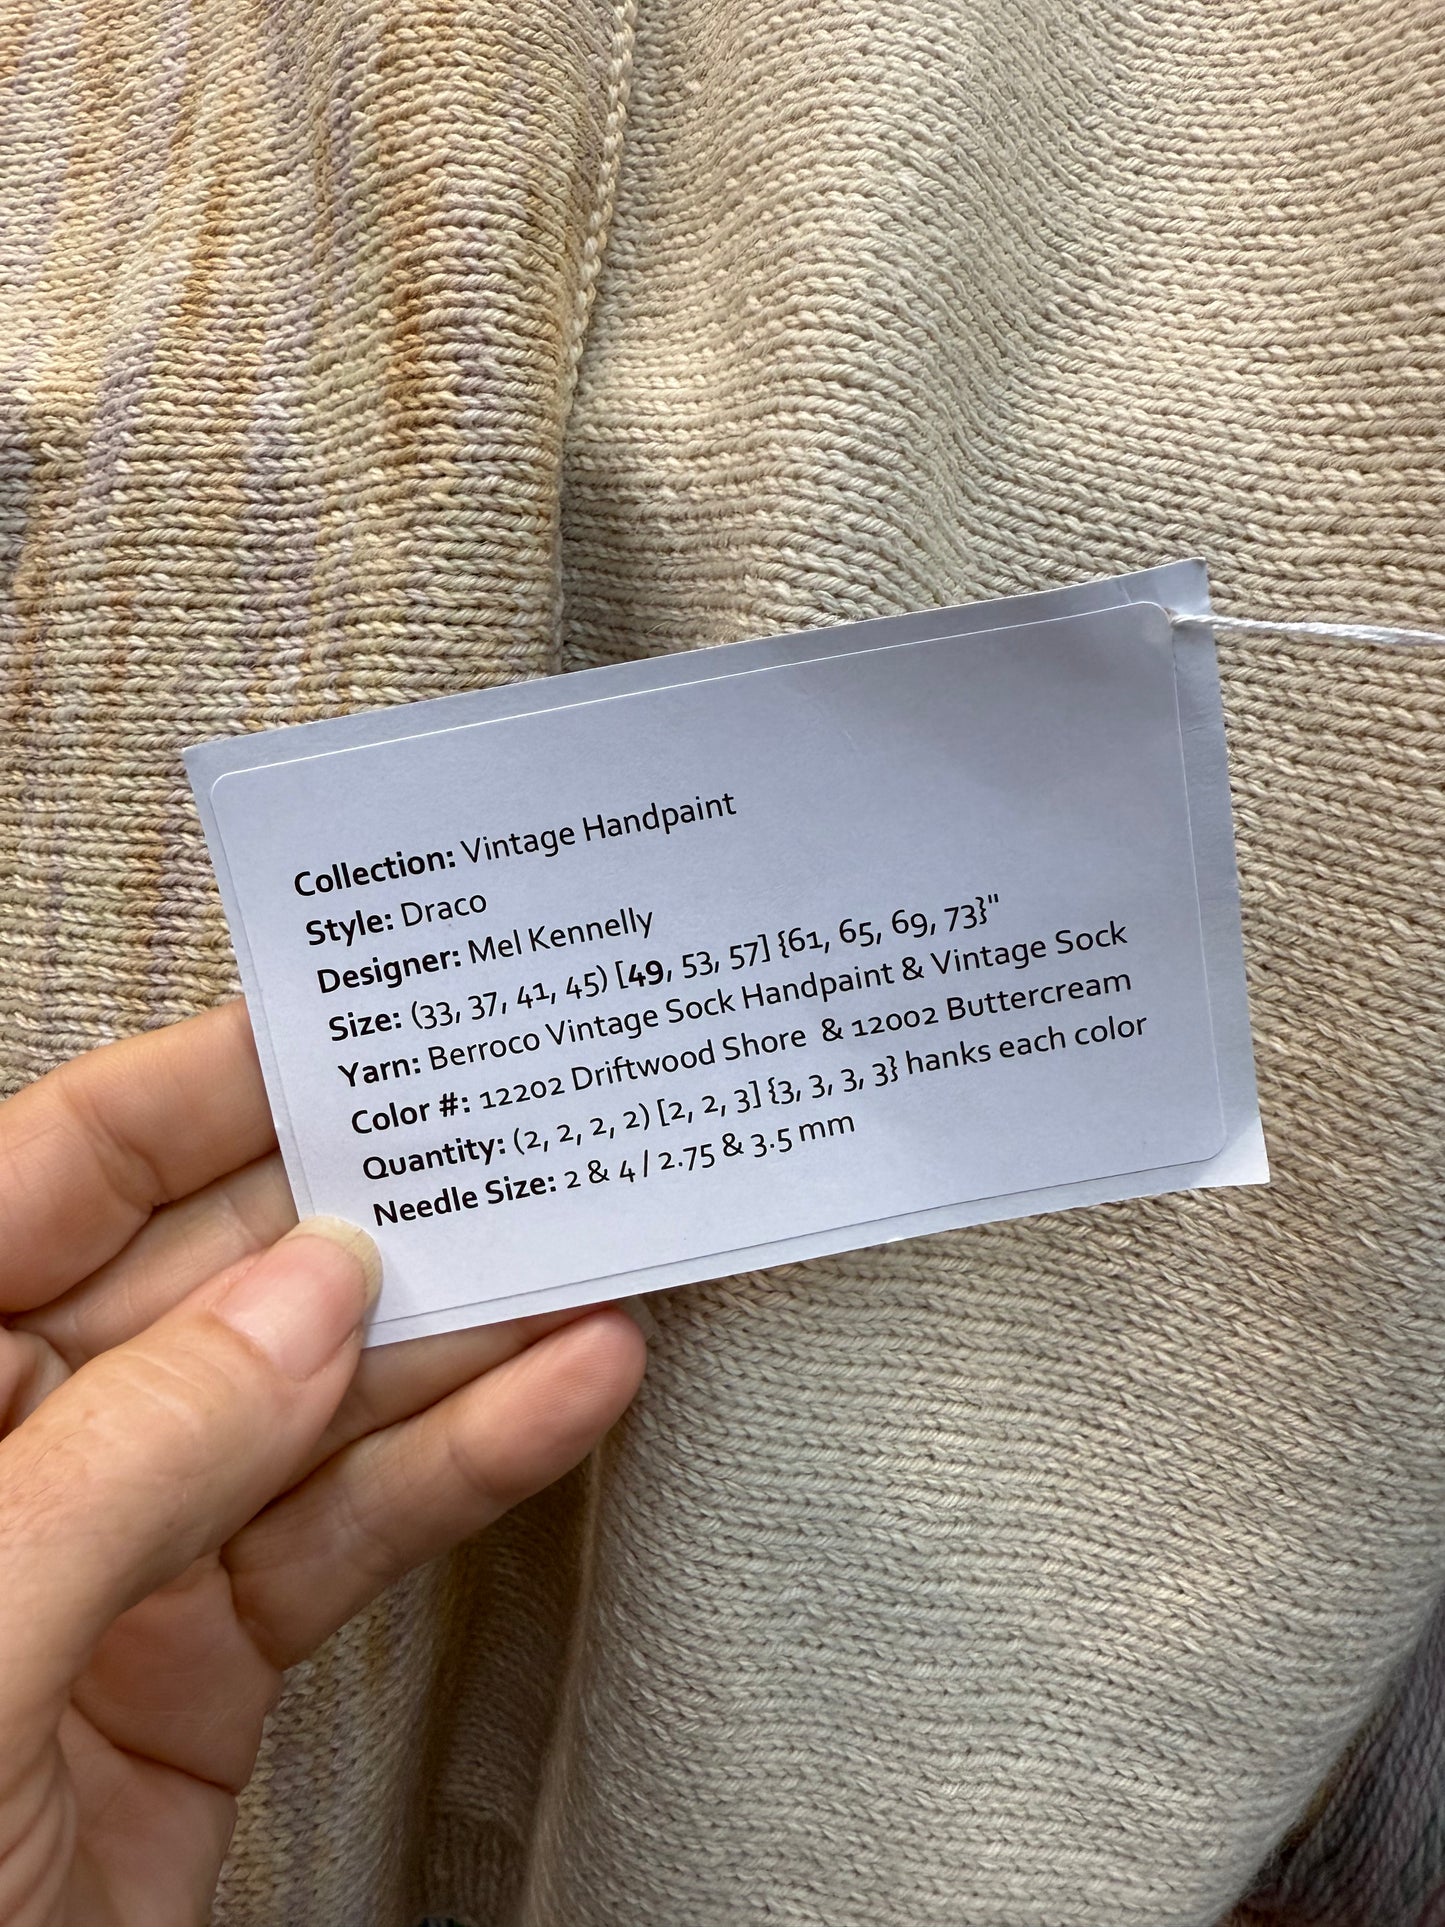 Collection: Vintage Handpaint
Style: Draco
Designer: Mel Kennelly
Size: (33, 37, 41, 45) [49, 53, 57] {61, 65, 69, 73}"
Yarn: Berroco Vintage Sock Handpaint & Vintage Sock
Color #: 12202 Driftwood Shore & 12002 Buttercream
Quantity: (2, 2, 2, 2) [2, 2, 3] {3, 3, 3, 3} hanks each color
Needle Size: 2 & 4 / 2.75 & 3.5 mm